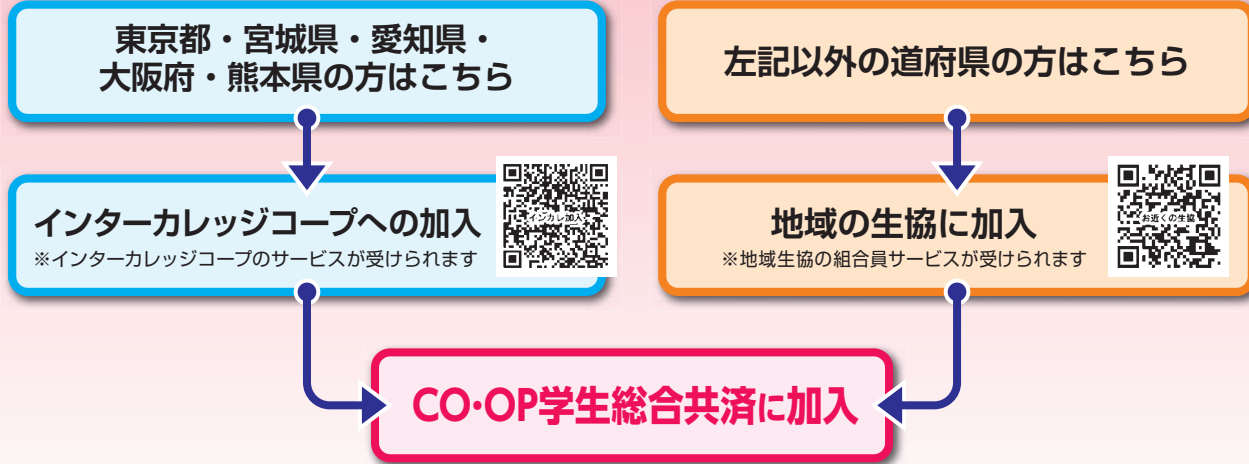 東京都・宮城県・愛知県・
大阪府・熊本県の方はこちら
インターカレッジコープへの加入
※インターカレッジコープのサービスが受けられます
インカレ加入
左記以外の道府県の方はこちら
地域の生協に加入
※地域生協の組合員サービスが受けられます
お近くの生協
CO・OP学生総合共済に加入